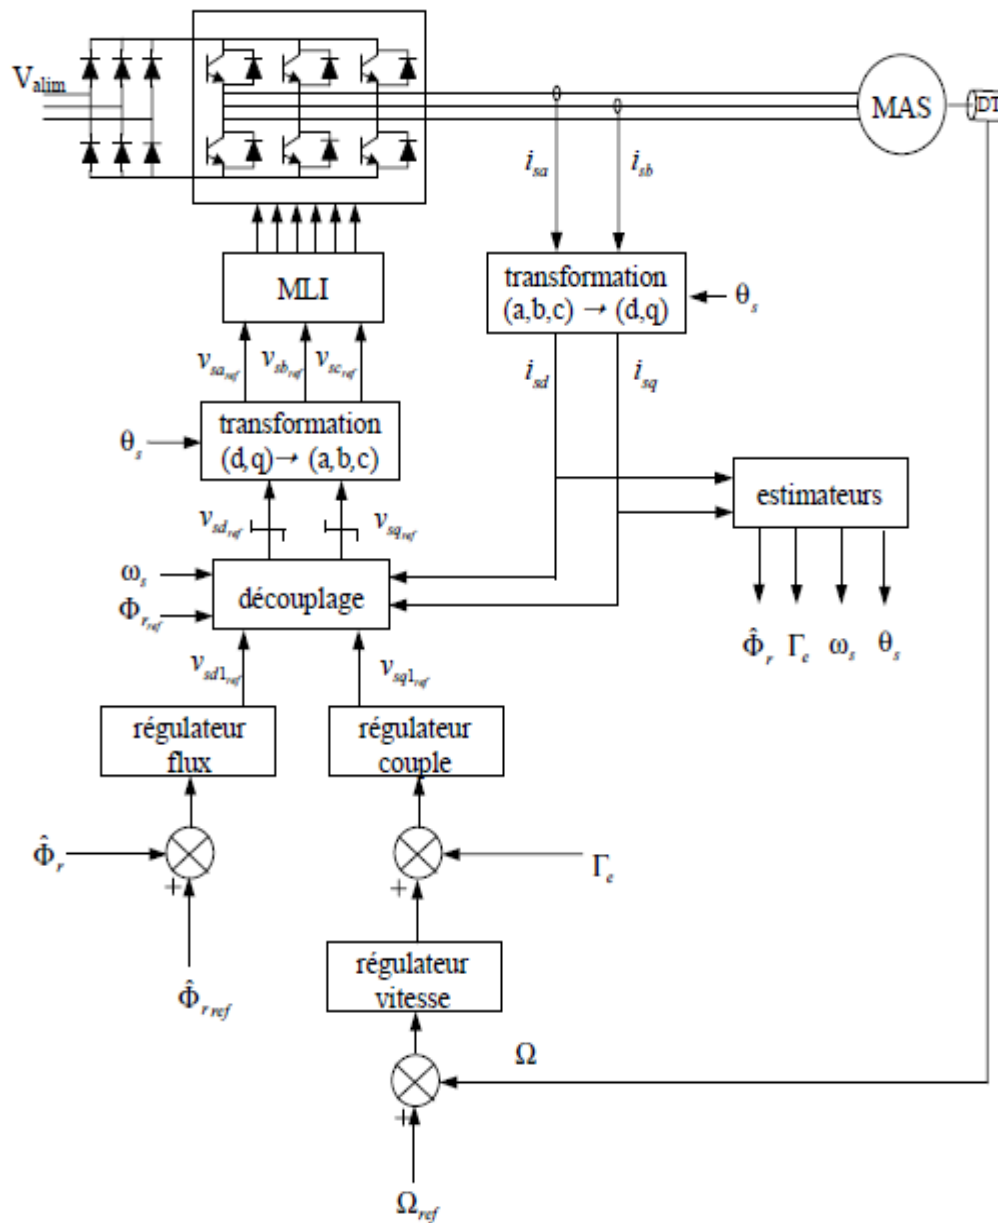 V_alim
MAS
DT
i_sa
i_sb
MLI
transformation
(a,b,c) → (d,q)
θ_s
v_sa_ref
v_sb_ref
v_sc_ref
i_sd
i_sq
θ_s
transformation
(d,q)→ (a,b,c)
estimateurs
v_sd_ref
v_sq_ref
ω_s
Φ_r_ref
découplage
Φ̂_r
Γ_e
ω_s
θ_s
v_sd1_ref
v_sq1_ref
régulateur
flux
régulateur
couple
Φ̂_r
+
+
Γ_e
régulateur
vitesse
Φ̂_r ref
Ω
+
Ω_ref